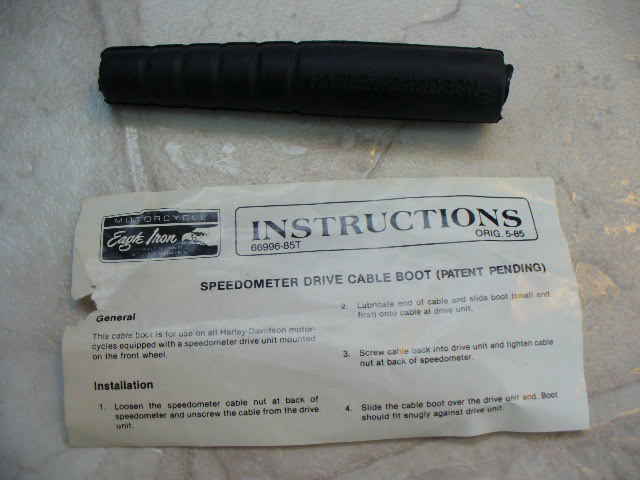 HARLEY-DAVIDSON
MOTORCYCLE
Eagle Iron
INSTRUCTIONS
66996-85T
ORIG. 5-85
SPEEDOMETER DRIVE CABLE BOOT (PATENT PENDING)
General
This cable boot is for use on all Harley-Davidson motor-
cycles equipped with a speedometer drive unit mounted
on the front wheel.
Installation
1. Loosen the speedometer cable nut at back of
speedometer and unscrew the cable from the drive
unit.
2. Lubricate end of cable and slide boot (small end
first) onto cable at drive unit.
3. Screw cable back into drive unit and tighten cable
nut at back of speedometer.
4. Slide the cable boot over the drive unit end. Boot
should fit snugly against drive unit.